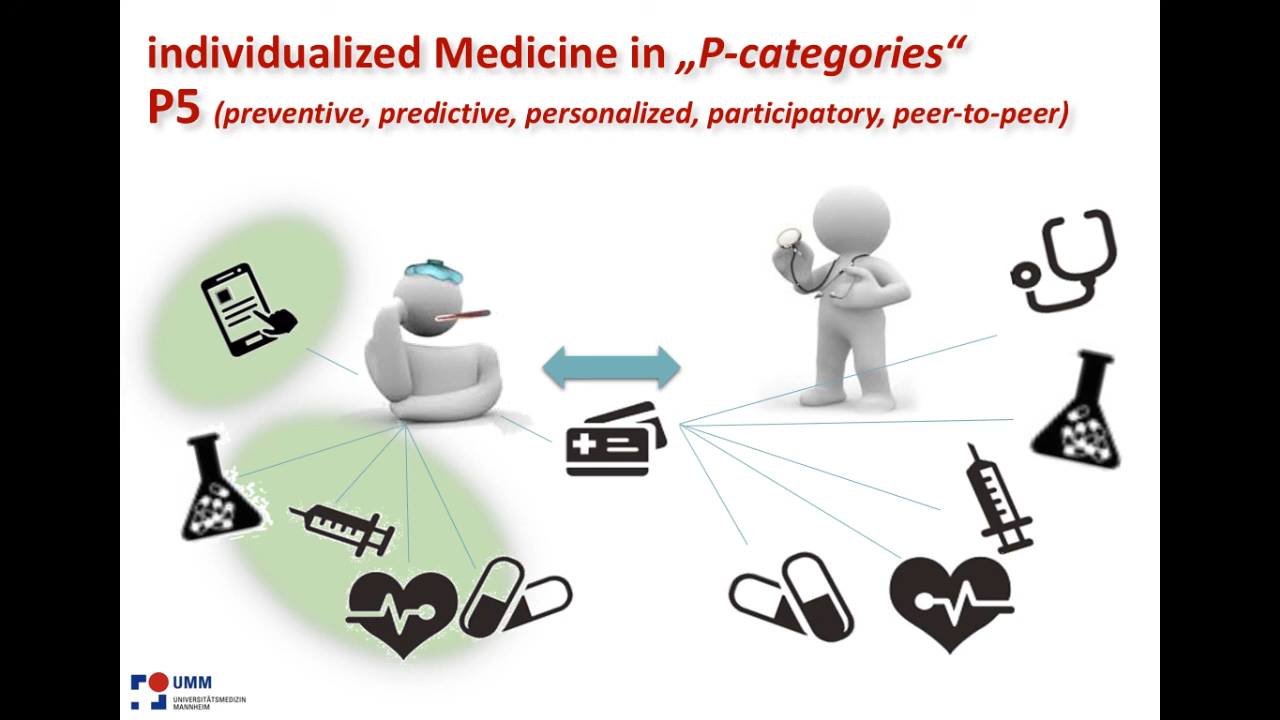 individualized Medicine in „P-categories“
P5 (preventive, predictive, personalized, participatory, peer-to-peer)
UMM
UNIVERSITÄTSMEDIZIN
MANNHEIM